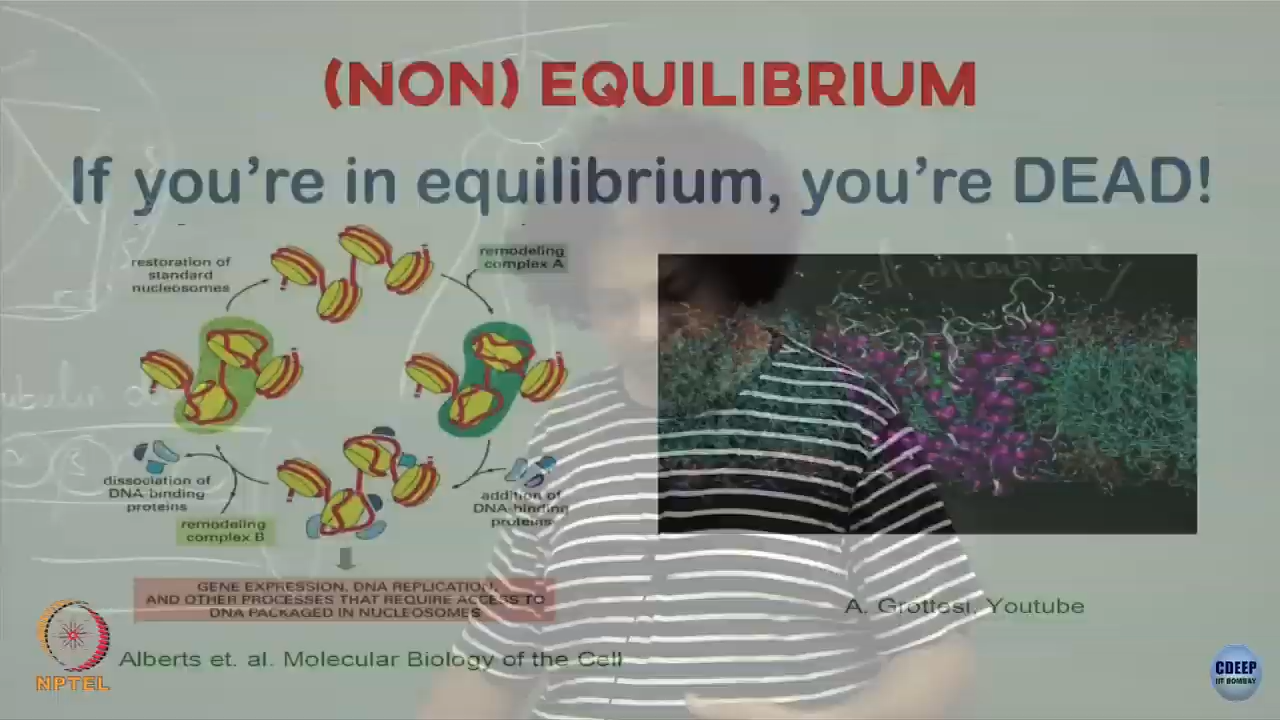 (NON) EQUILIBRIUM
If you're in equilibrium, you're DEAD!
restoration of
standard
nucleosomes
remodeling
complex A
cell membrane
dissociation of
DNA-binding
proteins
addition of
DNA-binding
proteins
remodeling
complex B
GENE EXPRESSION, DNA REPLICATION,
AND OTHER PROCESSES THAT REQUIRE ACCESS TO
DNA PACKAGED IN NUCLEOSOMES
A. Grottesi, Youtube
Alberts et. al. Molecular Biology of the Cell
NPTEL
CDEEP
IIT BOMBAY